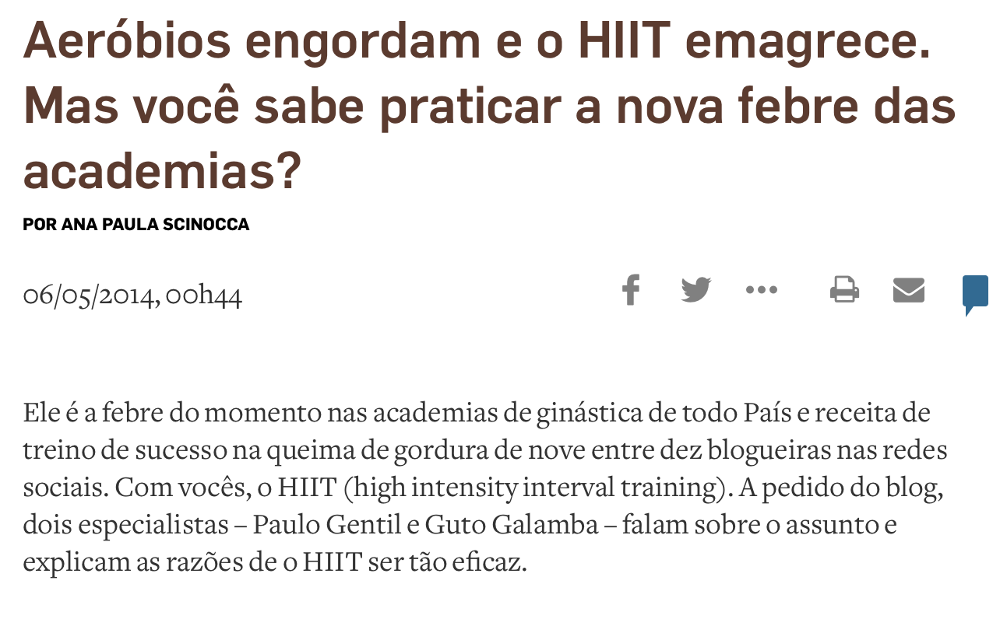 Aeróbios engordam e o HIIT emagrece.
Mas você sabe praticar a nova febre das
academias?
POR ANA PAULA SCINOCCA
06/05/2014, 00h44
Ele é a febre do momento nas academias de ginástica de todo País e receita de
treino de sucesso na queima de gordura de nove entre dez blogueiras nas redes
sociais. Com vocês, o HIIT (high intensity interval training). A pedido do blog,
dois especialistas – Paulo Gentil e Guto Galamba – falam sobre o assunto e
explicam as razões de o HIIT ser tão eficaz.